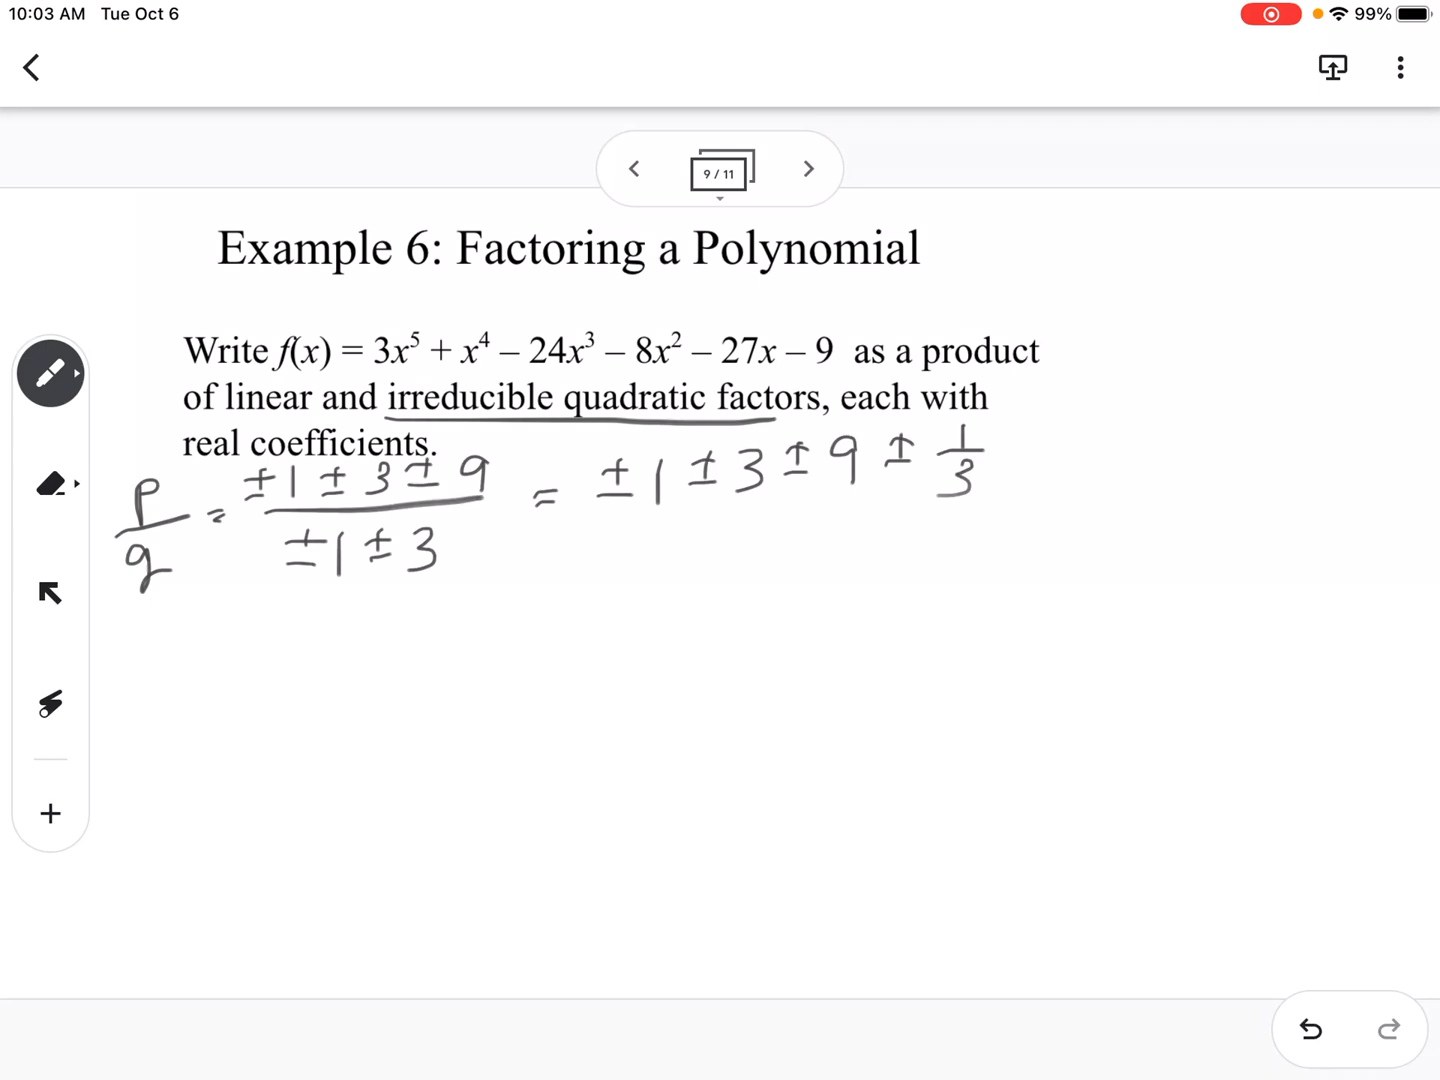 10:03 AM Tue Oct 6 99%
9 / 11
Example 6: Factoring a Polynomial
Write f(x) = 3x⁵ + x⁴ – 24x³ – 8x² – 27x – 9 as a product
of linear and irreducible quadratic factors, each with
real coefficients.
p/q = ±1 ± 3 ± 9 / ±1 ± 3 = ±1 ± 3 ± 9 ± 1/3